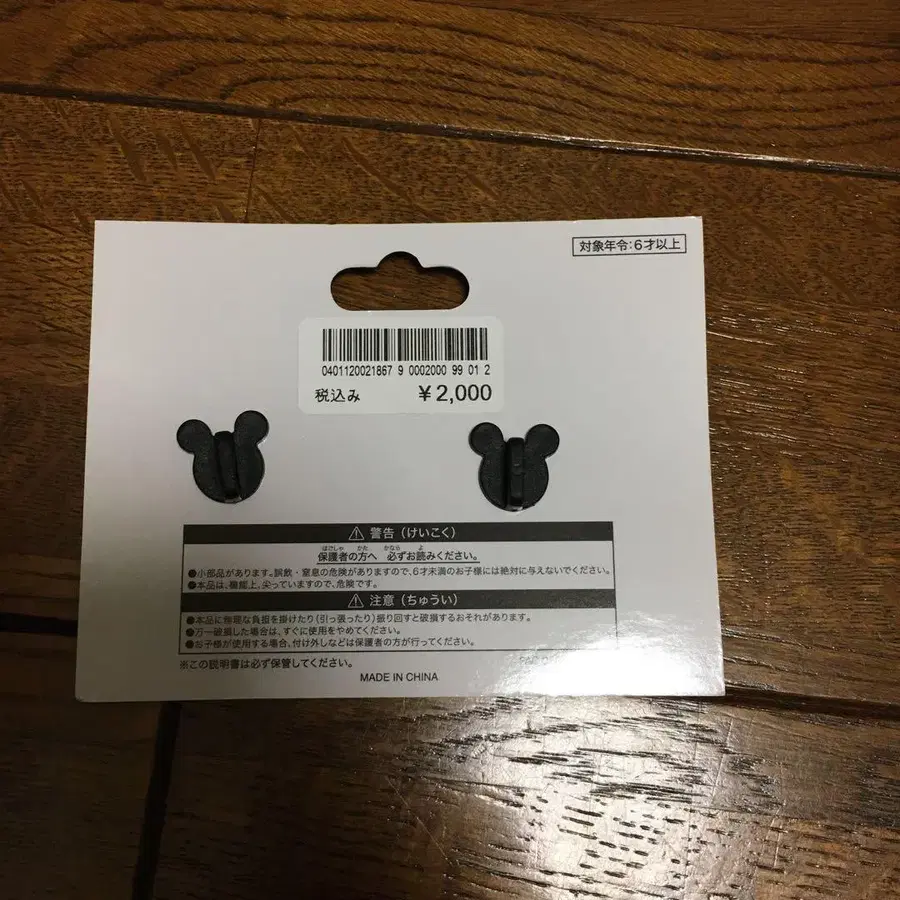 対象年令:6才以上
0401120021867 9 0002000 99 01 2
税込み ¥2,000
⚠ 警告(けいこく)
保護者の方へ 必ずお読みください。
●小部品があります。誤飲・窒息の危険がありますので、6才未満のお子様には絶対に与えないでください。
●本品は、機能上、尖っていますので、危険です。
⚠ 注意(ちゅうい)
●本品に無理な負担を掛けたり(引っ張ったり)振り回すと破損するおそれがあります。
●万一破損した場合は、すぐに使用をやめてください。
●お子様が使用する場合、付け外しなどは保護者の方が行ってください。
※この説明書は必ず保管してください。
MADE IN CHINA